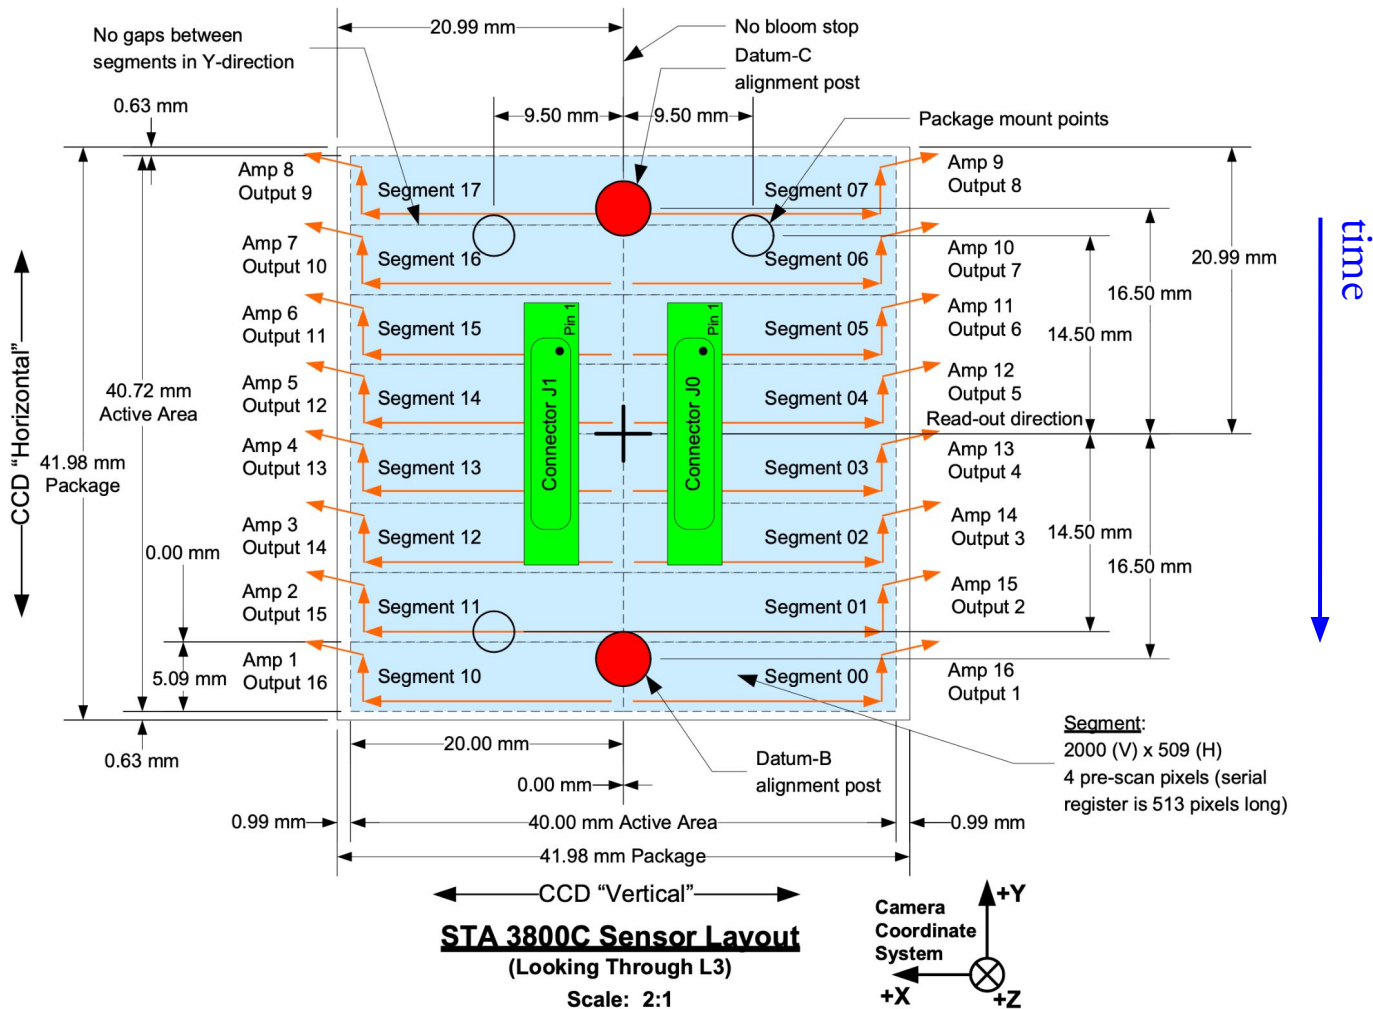 20.99 mm
No gaps between
segments in Y-direction
No bloom stop
Datum-C
alignment post
0.63 mm
9.50 mm
9.50 mm
Package mount points
Amp 8
Output 9
Segment 17
Segment 07
Amp 9
Output 8
Amp 7
Output 10
Segment 16
Segment 06
Amp 10
Output 7
20.99 mm
time
16.50 mm
Amp 6
Output 11
Segment 15
Pin 1
Pin 1
Segment 05
Amp 11
Output 6
14.50 mm
CCD “Horizontal”
40.72 mm
Active Area
Amp 5
Output 12
Segment 14
Connector J1
Connector J0
Segment 04
Amp 12
Output 5
Read-out direction
41.98 mm
Package
Amp 4
Output 13
Segment 13
Segment 03
Amp 13
Output 4
Amp 3
Output 14
Segment 12
Segment 02
Amp 14
Output 3
14.50 mm
16.50 mm
0.00 mm
Amp 2
Output 15
Segment 11
Segment 01
Amp 15
Output 2
5.09 mm
Amp 1
Output 16
Segment 10
Segment 00
Amp 16
Output 1
0.63 mm
20.00 mm
Datum-B
alignment post
0.00 mm
Segment:
2000 (V) x 509 (H)
4 pre-scan pixels (serial
register is 513 pixels long)
0.99 mm
40.00 mm Active Area
0.99 mm
41.98 mm Package
CCD “Vertical”
STA 3800C Sensor Layout
(Looking Through L3)
Scale: 2:1
Camera
Coordinate
System
+Y
+X
+Z